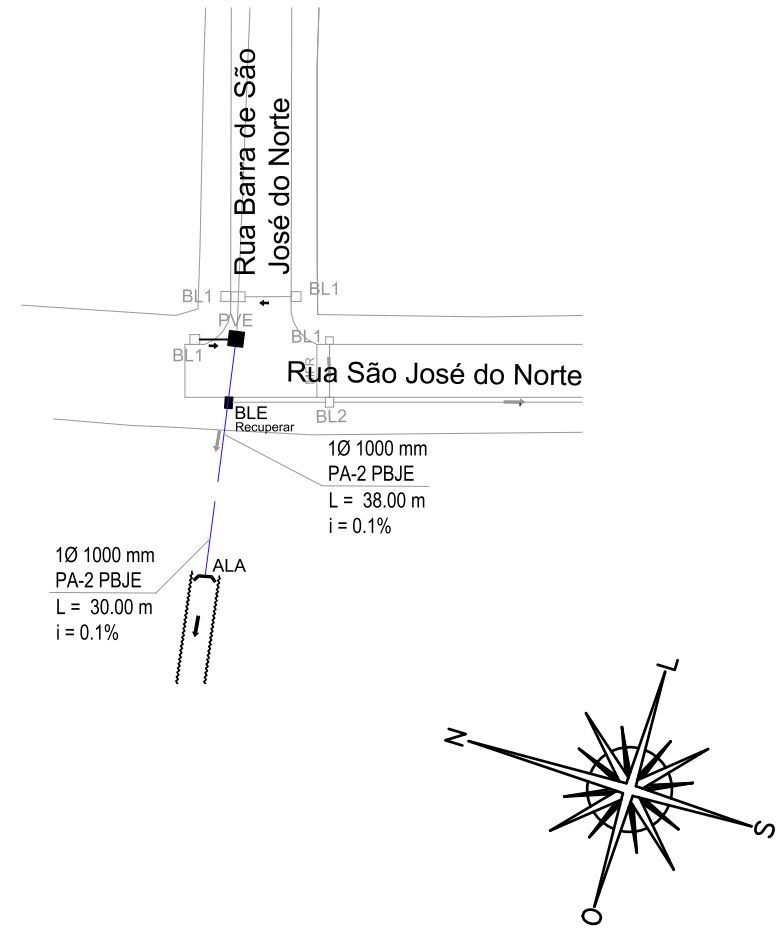 Rua Barra de São
José do Norte
BL1
BL1
PVE
BL1
BL1
Rua São José do Norte
BLE
Recuperar
BL2
1Ø 1000 mm
PA-2 PBJE
L = 38.00 m
i = 0.1%
1Ø 1000 mm
PA-2 PBJE
L = 30.00 m
i = 0.1%
ALA
L
N
S
O